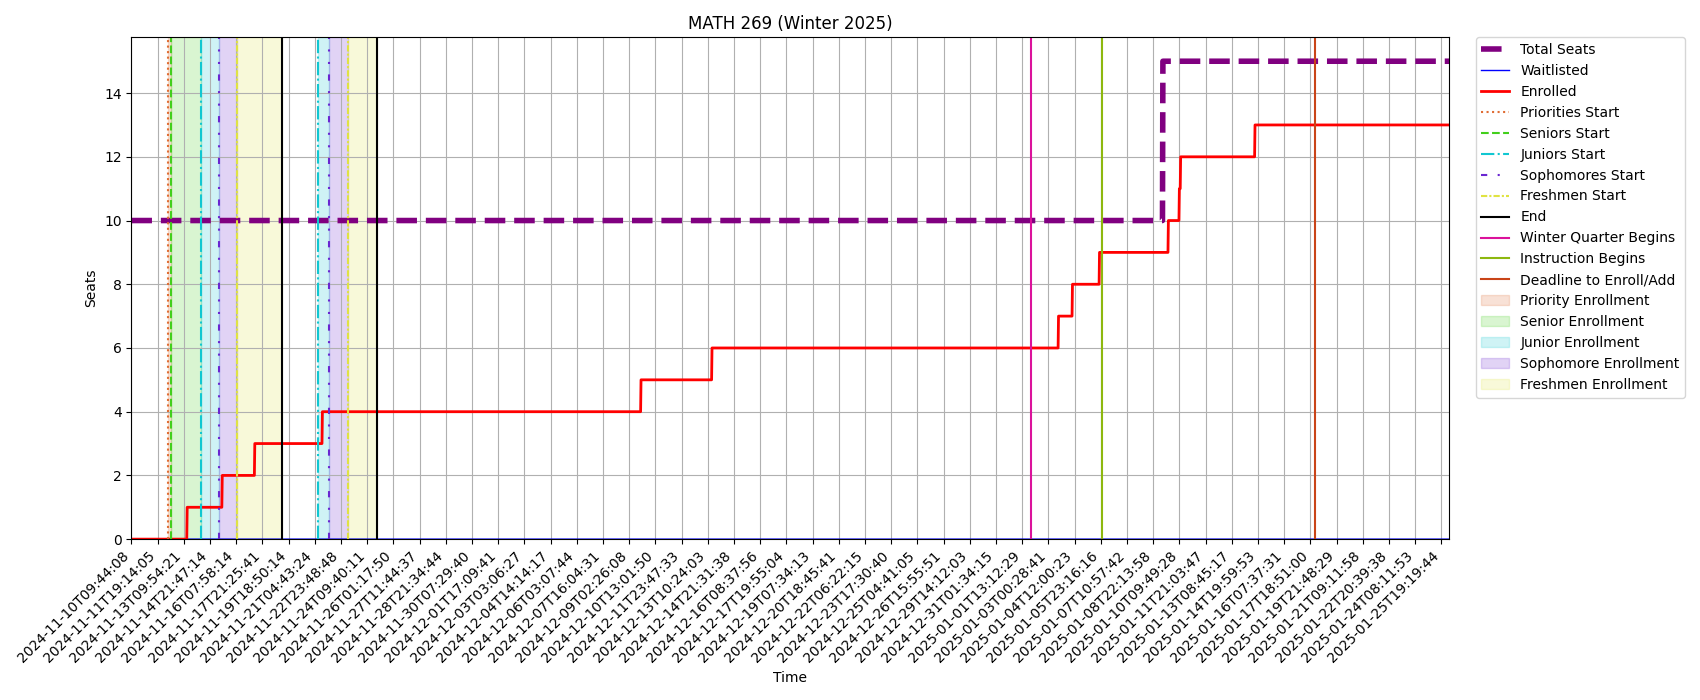 MATH 269 (Winter 2025)
Seats
14
12
10
8
6
4
2
0
2024-11-10T09:44:08
2024-11-11T19:14:05
2024-11-13T09:54:21
2024-11-14T21:47:14
2024-11-16T07:58:14
2024-11-17T21:25:41
2024-11-19T18:50:14
2024-11-21T04:43:24
2024-11-22T23:48:48
2024-11-24T09:40:11
2024-11-26T01:17:50
2024-11-27T11:44:37
2024-11-28T21:34:44
2024-11-30T07:29:40
2024-12-01T17:09:41
2024-12-03T03:06:27
2024-12-04T14:14:17
2024-12-06T03:07:44
2024-12-07T16:04:31
2024-12-09T02:26:08
2024-12-10T13:01:50
2024-12-11T23:47:33
2024-12-13T10:24:03
2024-12-14T21:31:38
2024-12-16T08:37:56
2024-12-17T19:55:04
2024-12-19T07:34:13
2024-12-20T18:45:41
2024-12-22T06:22:15
2024-12-23T17:30:40
2024-12-25T04:41:05
2024-12-26T15:55:51
2024-12-29T14:12:03
2024-12-31T01:34:15
2025-01-01T13:12:29
2025-01-03T00:28:41
2025-01-04T12:00:23
2025-01-05T23:16:16
2025-01-07T10:57:42
2025-01-08T22:13:58
2025-01-10T09:49:28
2025-01-11T21:03:47
2025-01-13T08:45:17
2025-01-14T19:59:53
2025-01-16T07:37:31
2025-01-17T18:51:00
2025-01-19T21:48:29
2025-01-21T09:11:58
2025-01-22T20:39:38
2025-01-24T08:11:53
2025-01-25T19:19:44
Time
Total Seats
Waitlisted
Enrolled
Priorities Start
Seniors Start
Juniors Start
Sophomores Start
Freshmen Start
End
Winter Quarter Begins
Instruction Begins
Deadline to Enroll/Add
Priority Enrollment
Senior Enrollment
Junior Enrollment
Sophomore Enrollment
Freshmen Enrollment